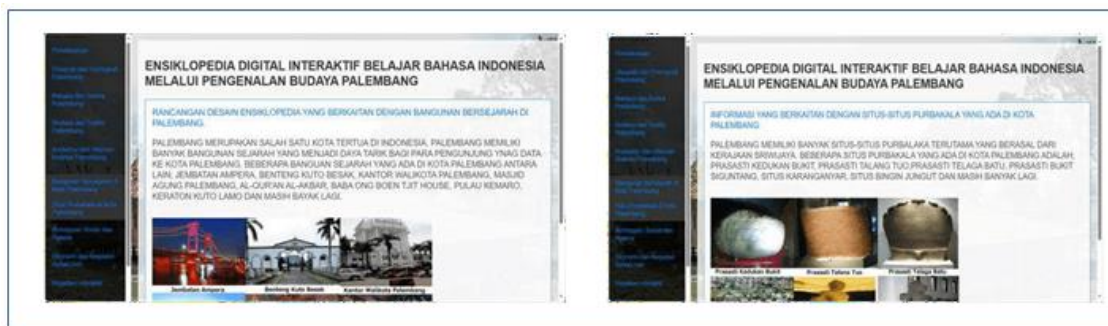 ENSIKLOPEDIA DIGITAL INTERAKTIF BELAJAR BAHASA INDONESIA
MELALUI PENGENALAN BUDAYA PALEMBANG
RANCANGAN DESAIN ENSIKLOPEDIA YANG BERKAITAN DENGAN BANGUNAN BERSEJARAH DI
PALEMBANG.
PALEMBANG MERUPAKAN SALAH SATU KOTA TERTUA DI INDONESIA, PALEMBANG MEMILIKI
BANYAK BANGUNAN SEJARAH YANG MENJADI DAYA TARIK BAGI PARA PENGUNJUNG YNAG DATA
KE KOTA PALEMBANG. BEBERAPA BANGUAN SEJARAH YANG ADA DI KOTA PALEMBANG ANTARA
LAIN; JEMBATAN AMPERA, BENTENG KUTO BESAK, KANTOR WALIKOTA PALEMBANG, MASJID
AGUNG PALEMBANG, AL-QUR'AN AL-AKBAR, BABA ONG BOEN TJIT HOUSE, PULAU KEMARO,
KERATON KUTO LAMO DAN MASIH BAYAK LAGI.
Jembatan Ampera Benteng Kuto Besak Kantor Walikota Palembang
ENSIKLOPEDIA DIGITAL INTERAKTIF BELAJAR BAHASA INDONESIA
MELALUI PENGENALAN BUDAYA PALEMBANG
INFORMASI YANG BERKAITAN DENGAN SITUS-SITUS PURBAKALA YANG ADA DI KOTA
PALEMBANG
PALEMBANG MEMILIKI BANYAK SITUS-SITUS PURBALAKA TERUTAMA YANG BERASAL DARI
KERAJAAN SRIWIJAYA. BEBERAPA SITUS PURBAKALA YANG ADA DI KOTA PALEMBANG ADALAH;
PRASASTI KEDUKAN BUKIT, PRASASTI TALANG TUO, PRASASTI TELAGA BATU, PRASASTI BUKIT
SIGUNTANG, SITUS KARANGANYAR, SITUS BINGIN JUNGUT DAN MASIH BANYAK LAGI.
Prasasti Kadukan Bukit Prasasti Talang Tuo Prasasti Telaga Batu